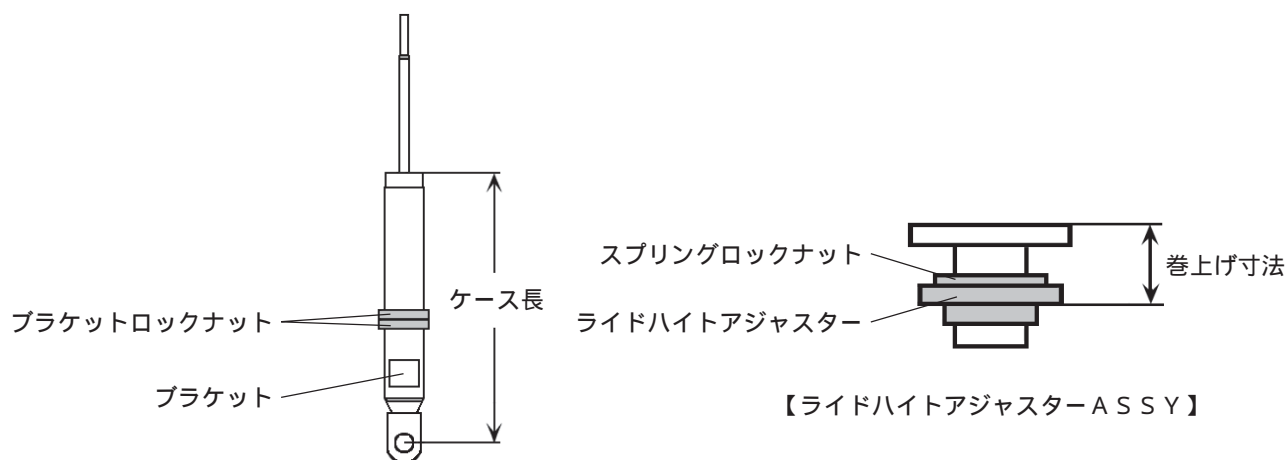 ケース長
ブラケットロックナット
ブラケット
スプリングロックナット
ライドハイトアジャスター
巻上げ寸法
【ライドハイトアジャスターＡＳＳＹ】